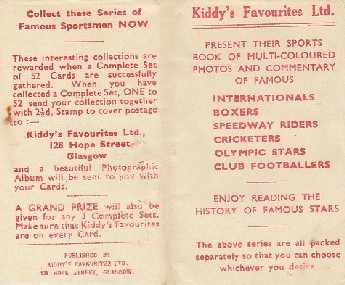 Collect these Series of
Famous Sportsmen NOW
These interesting collections are
rewarded when a Complete Set
of 52 Cards are successfully
gathered. When you have
collected a Complete Set, ONE to
52 send your collection together
with 2½d. Stamp to cover postage
to :—
Kiddy's Favourites Ltd.,
12B Hope Street,
Glasgow
and a beautiful Photographic
Album will be sent to you with
your Cards.
A GRAND PRIZE will also be
given for any 3 Complete Sets.
Make sure that Kiddy's Favourites
are on every Card.
PUBLISHED BY
KIDDY'S FAVOURITES LTD.
12B HOPE STREET, GLASGOW.
Kiddy's Favourites Ltd.
PRESENT THEIR SPORTS
BOOK OF MULTI-COLOURED
PHOTOS AND COMMENTARY
OF FAMOUS
INTERNATIONALS
BOXERS
SPEEDWAY RIDERS
CRICKETERS
OLYMPIC STARS
CLUB FOOTBALLERS
ENJOY READING THE
HISTORY OF FAMOUS STARS
The above series are all packed
separately so that you can choose
whichever you desire